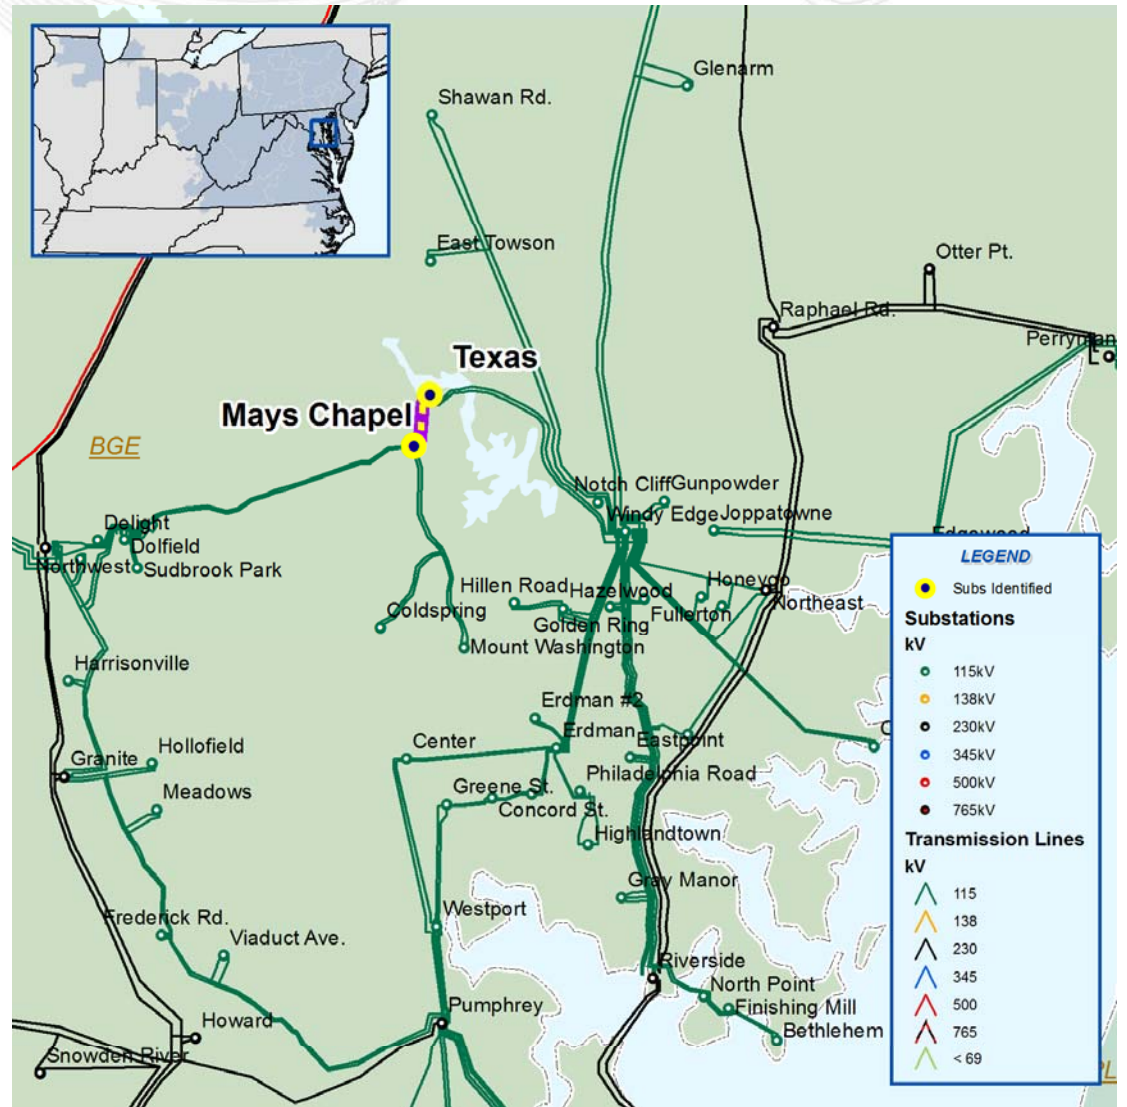 Glenarm
Shawan Rd.
East Towson
Otter Pt.
Raphael Rd.
Perryman
Texas
Mays Chapel
BGE
Notch Cliff
Gunpowder
Windy Edge
Joppatowne
Edgewood
Delight
Dolfield
Northwest
Sudbrook Park
Hillen Road
Hazelwood
Honeygo
Northeast
Coldspring
Golden Ring
Fullerton
Mount Washington
Harrisonville
Erdman #2
Erdman
Eastpoint
C
Center
Hollofield
Granite
Philadelphia Road
Meadows
Greene St.
Concord St.
Highlandtown
Gray Manor
Westport
Frederick Rd.
Viaduct Ave.
Riverside
North Point
Finishing Mill
Bethlehem
Pumphrey
Howard
Snowden River
PL
LEGEND
Subs Identified
Substations
kV
115kV
138kV
230kV
345kV
500kV
765kV
Transmission Lines
kV
115
138
230
345
500
765
< 69